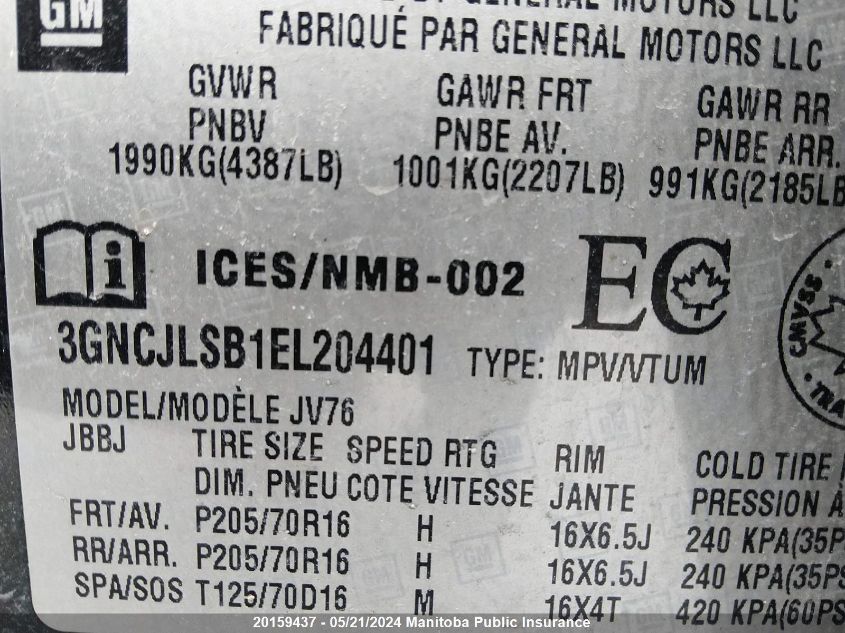 GM
GENERAL MOTORS LLC
FABRIQUÉ PAR GENERAL MOTORS LLC
GVWR GAWR FRT GAWR RR
PNBV PNBE AV. PNBE ARR.
1990KG(4387LB) 1001KG(2207LB) 991KG(2185LB
i ICES/NMB-002 EC CMVSS
3GNCJLSB1EL204401 TYPE: MPV/VTUM
MODEL/MODÈLE JV76
JBBJ TIRE SIZE SPEED RTG RIM COLD TIRE
DIM. PNEU COTE VITESSE JANTE PRESSION À
FRT/AV. P205/70R16 H 16X6.5J 240 KPA(35P
RR/ARR. P205/70R16 H 16X6.5J 240 KPA(35PS
SPA/SOS T125/70D16 M 16X4T 420 KPA(60PS
20159437 - 05/21/2024 Manitoba Public Insurance